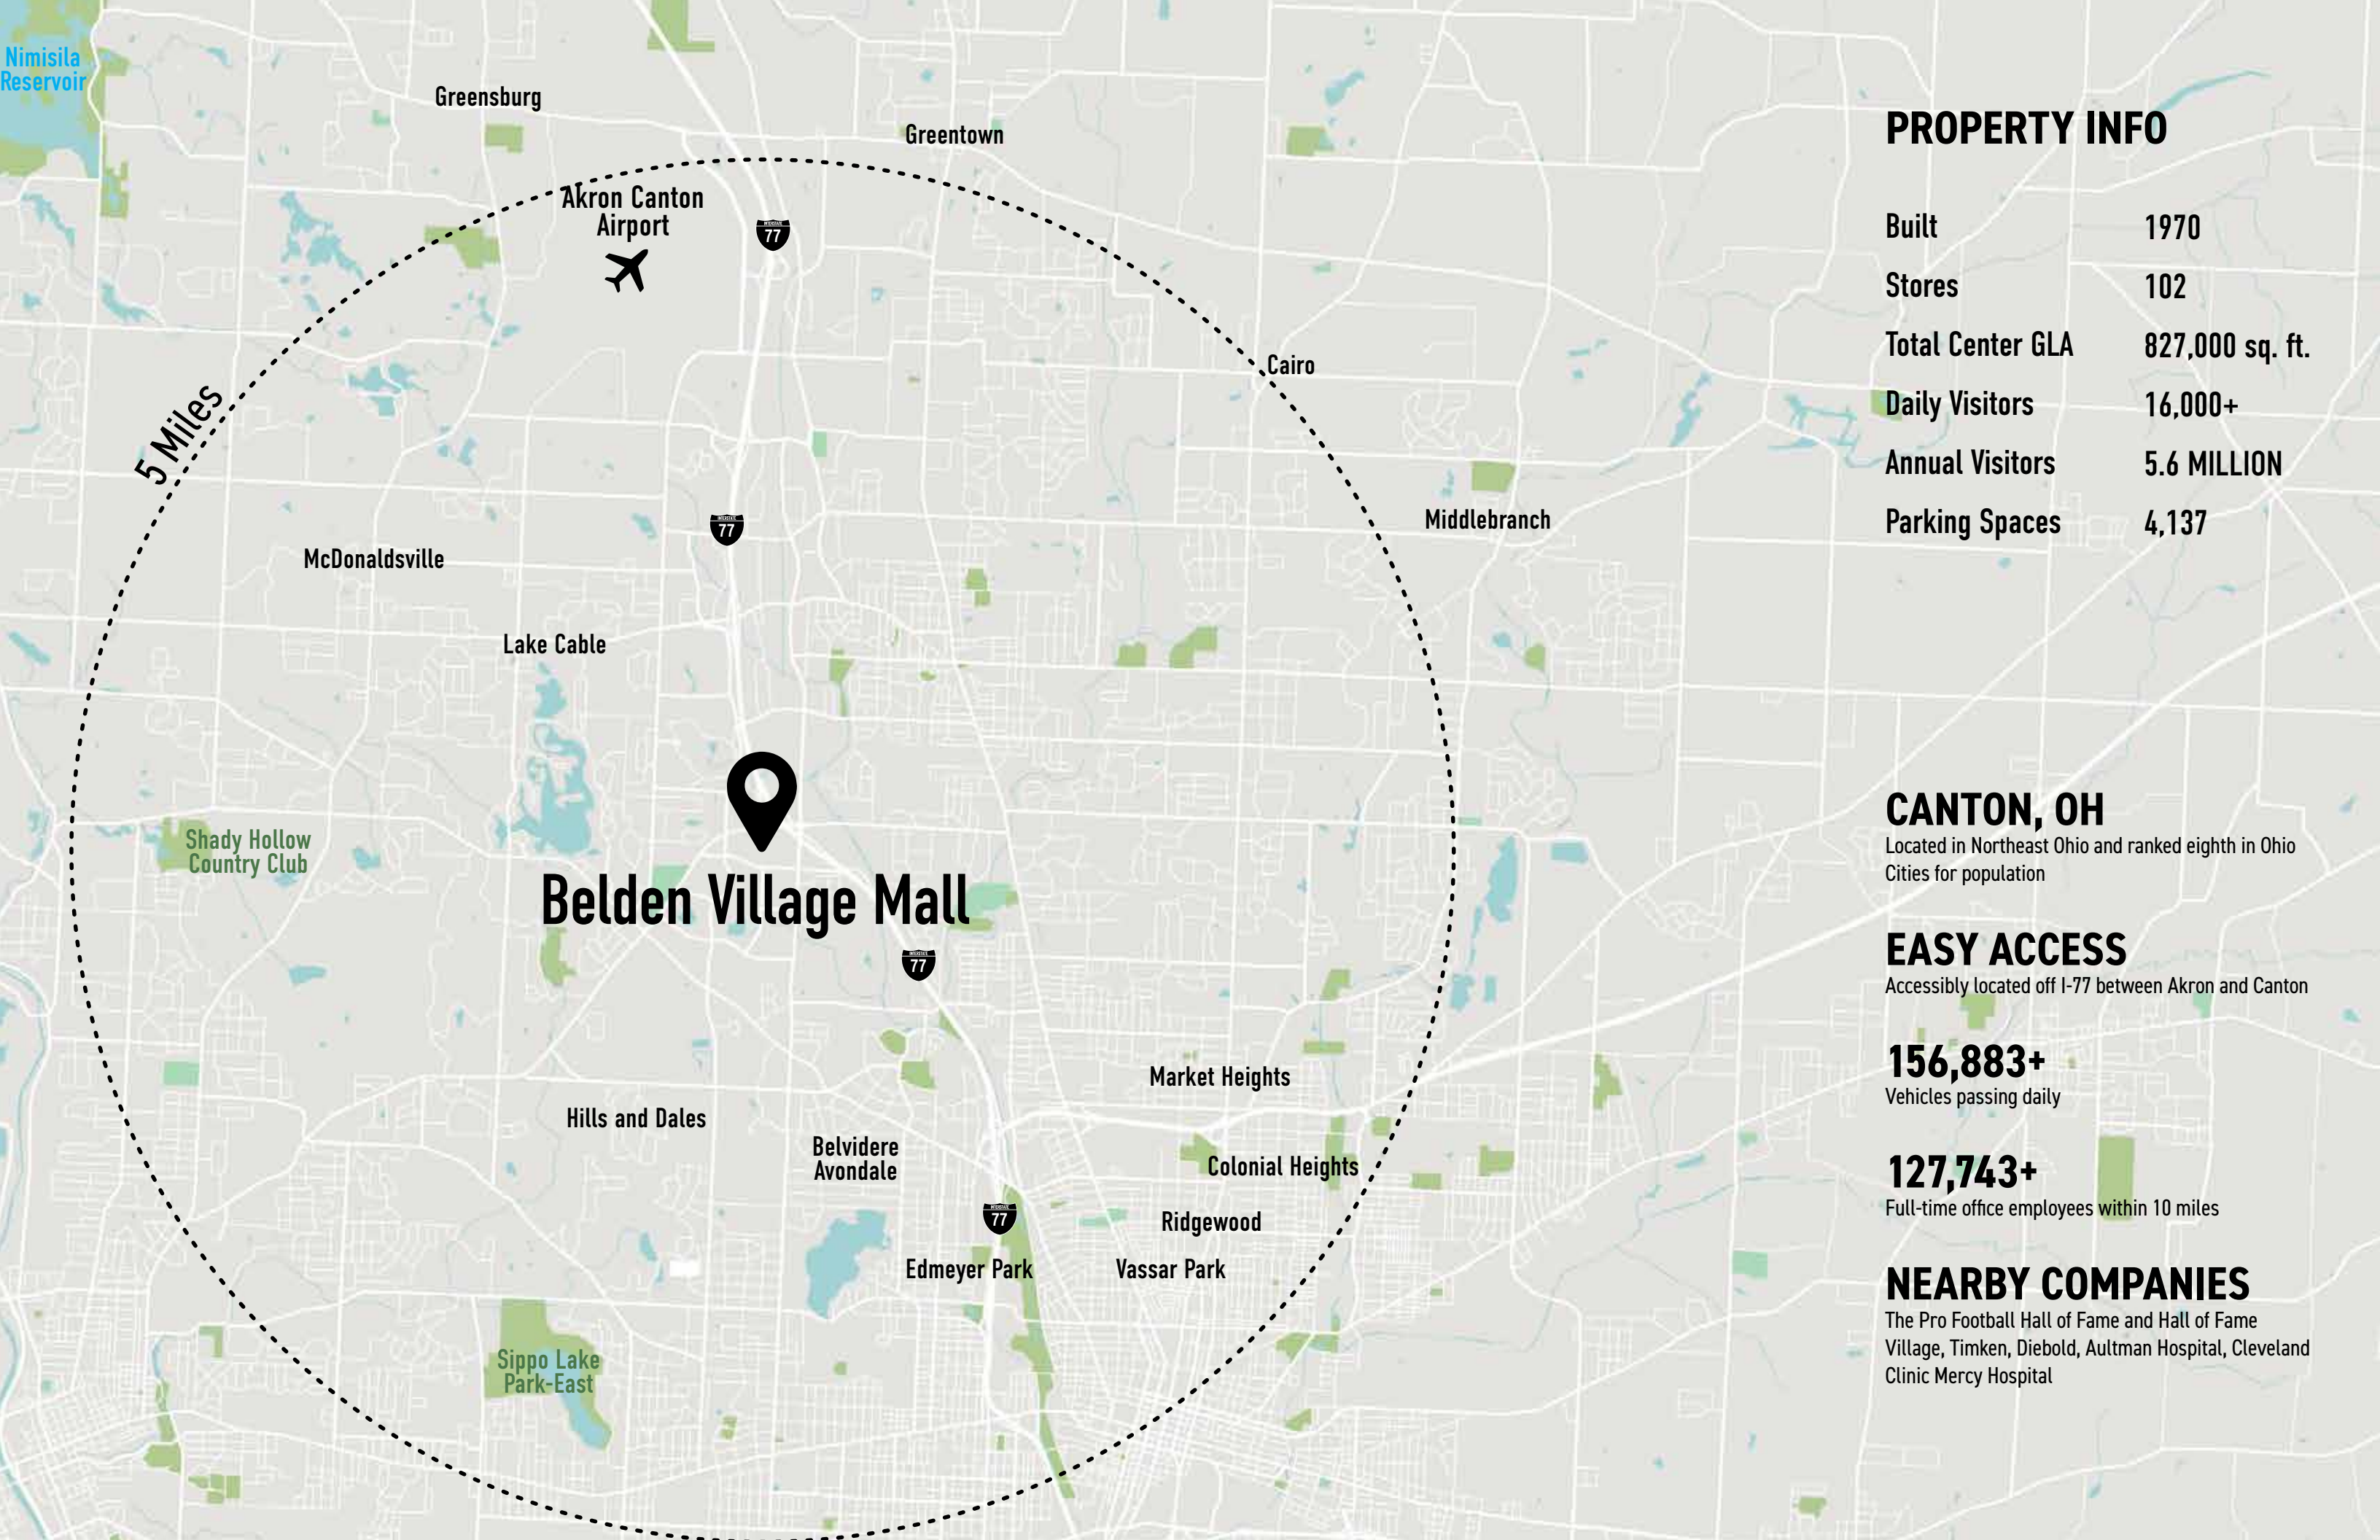 Nimisila
Reservoir
Greensburg
Greentown
Akron Canton
Airport
INTERSTATE
77
Cairo
5 Miles
INTERSTATE
77
Middlebranch
McDonaldsville
Lake Cable
Shady Hollow
Country Club
Belden Village Mall
INTERSTATE
77
Market Heights
Hills and Dales
Belvidere
Avondale
Colonial Heights
INTERSTATE
77
Ridgewood
Edmeyer Park
Vassar Park
Sippo Lake
Park-East
PROPERTY INFO
Built 1970
Stores 102
Total Center GLA 827,000 sq. ft.
Daily Visitors 16,000+
Annual Visitors 5.6 MILLION
Parking Spaces 4,137
CANTON, OH
Located in Northeast Ohio and ranked eighth in Ohio
Cities for population
EASY ACCESS
Accessibly located off I-77 between Akron and Canton
156,883+
Vehicles passing daily
127,743+
Full-time office employees within 10 miles
NEARBY COMPANIES
The Pro Football Hall of Fame and Hall of Fame
Village, Timken, Diebold, Aultman Hospital, Cleveland
Clinic Mercy Hospital